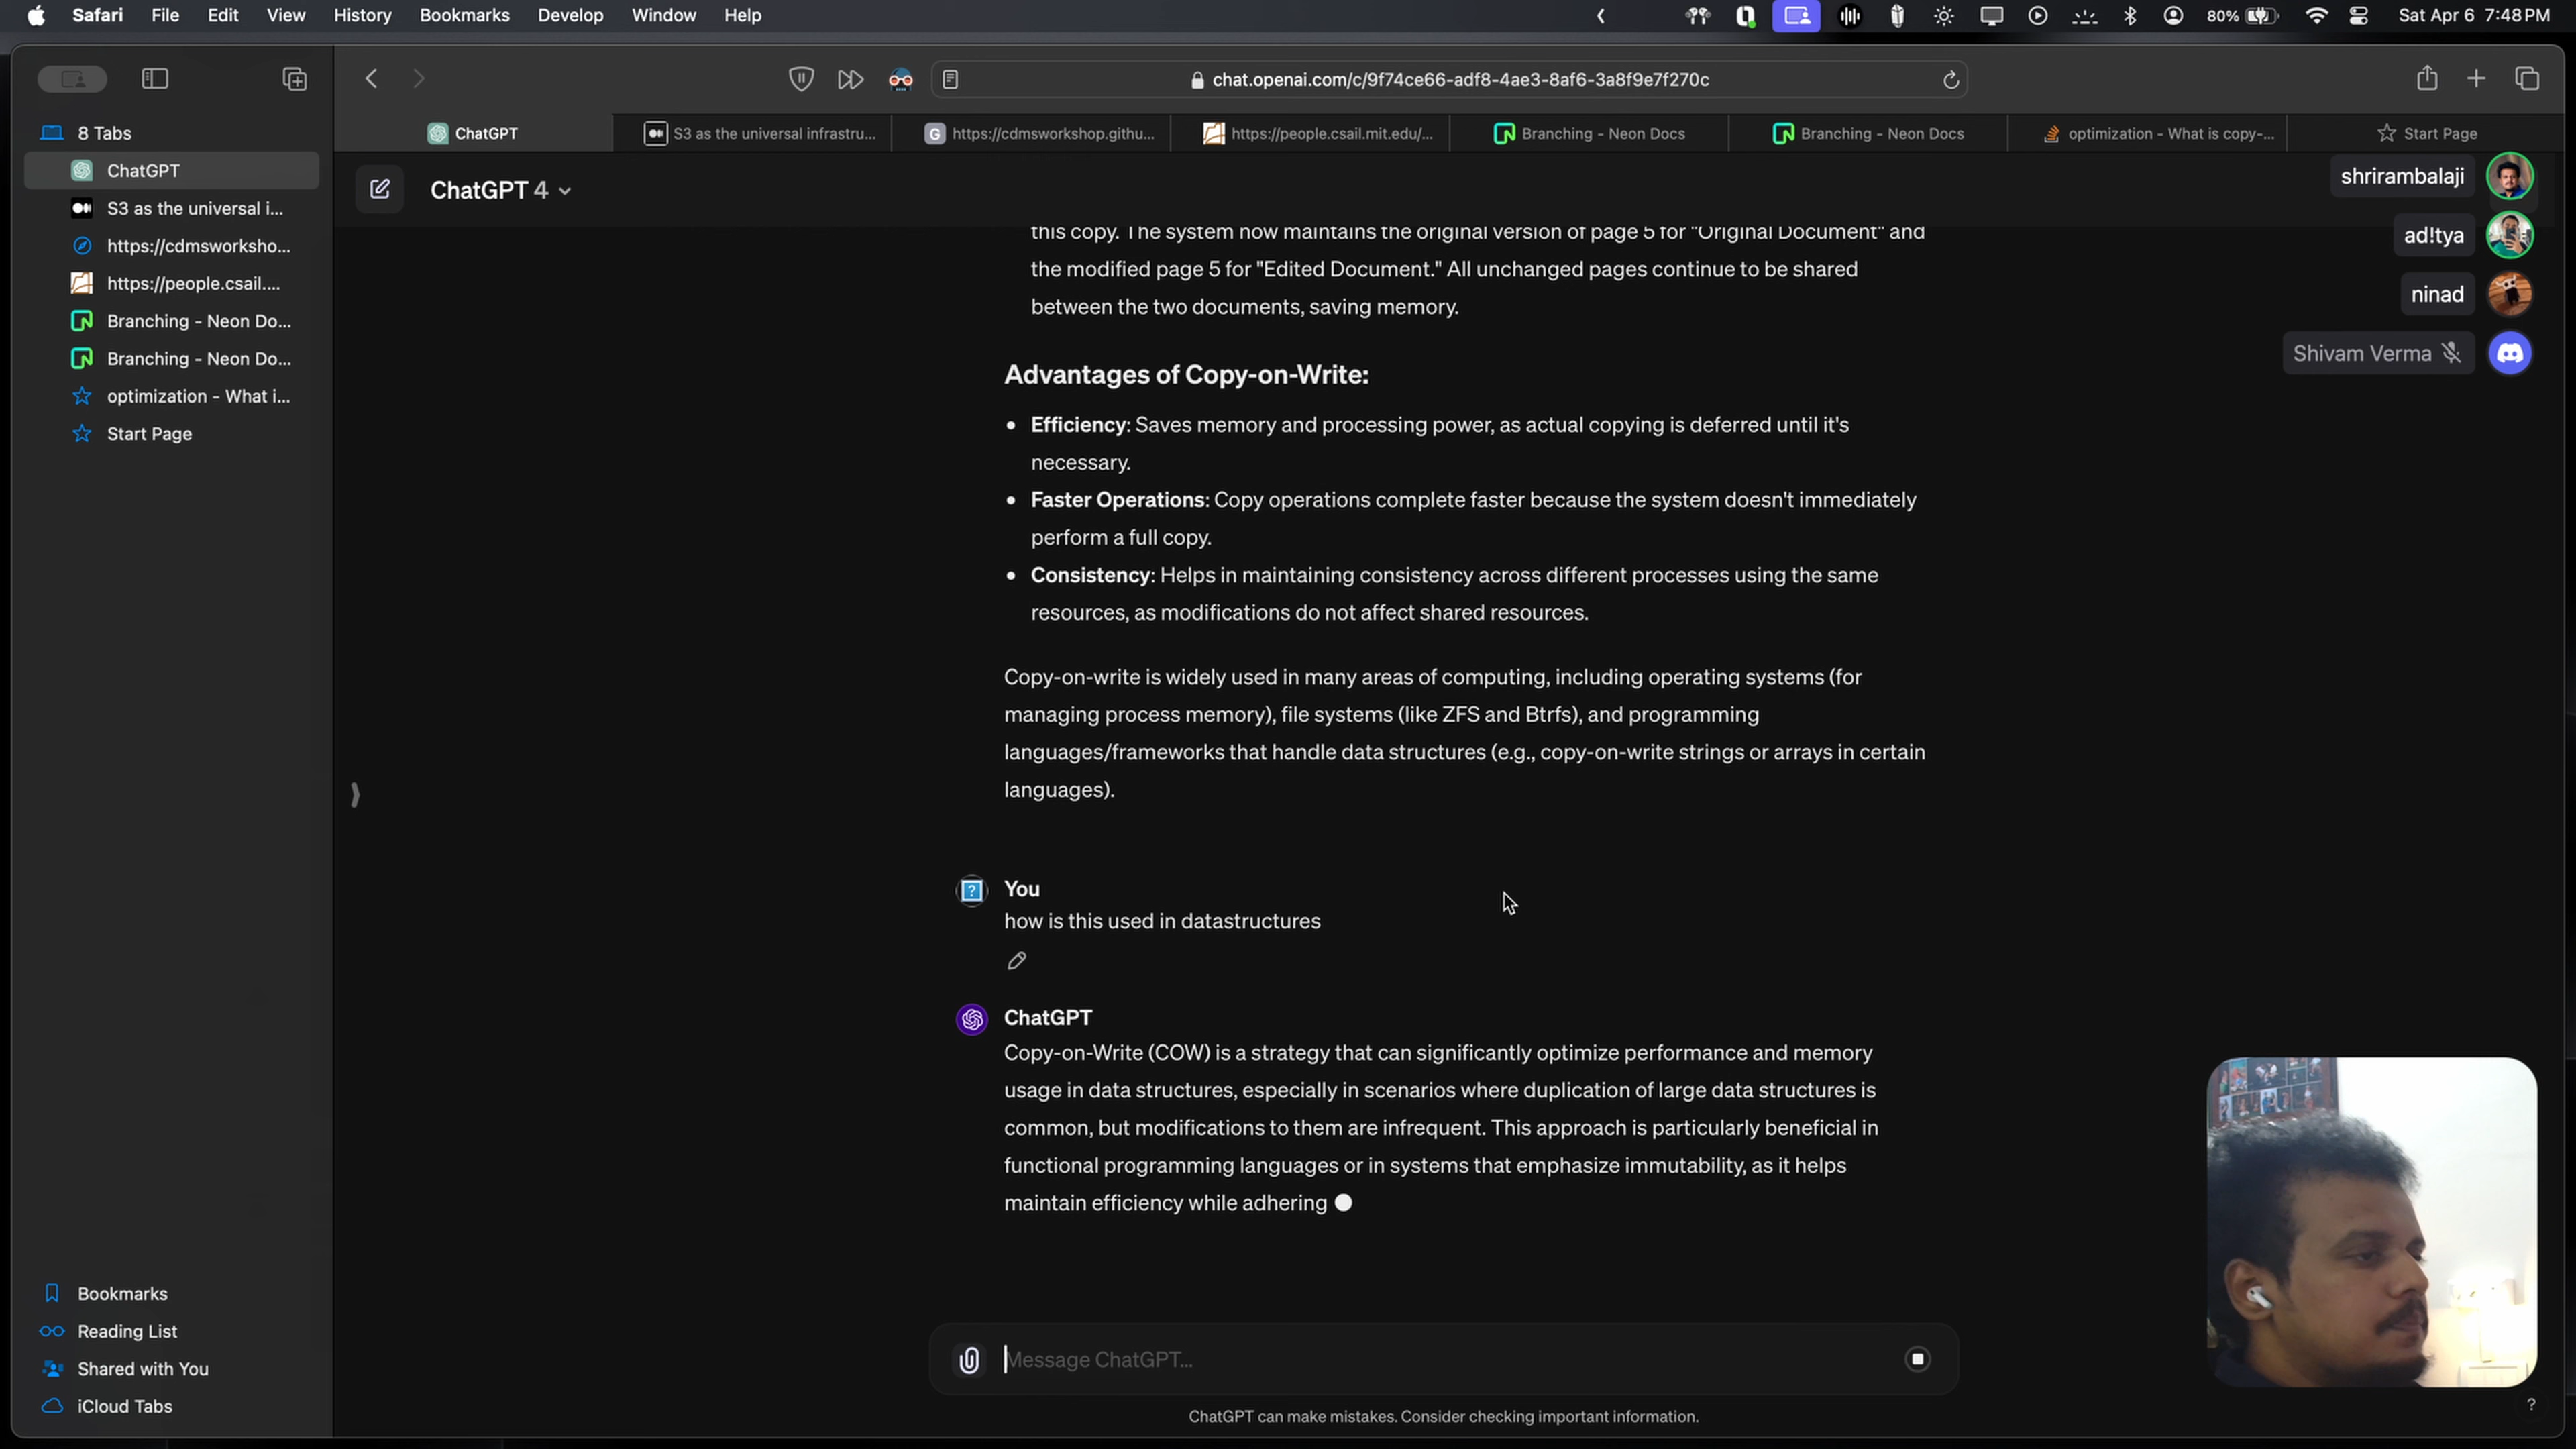 Safari File Edit View History Bookmarks Develop Window Help 80% Sat Apr 6 7:48 PM
chat.openai.com/c/9f74ce66-adf8-4ae3-8af6-3a8f9e7f270c
8 Tabs
ChatGPT
S3 as the universal i...
https://cdmsworksho...
https://people.csail....
Branching - Neon Do...
Branching - Neon Do...
optimization - What i...
Start Page
Bookmarks
Reading List
Shared with You
iCloud Tabs
ChatGPT S3 as the universal infrastru... https://cdmsworkshop.githu... https://people.csail.mit.edu/... Branching - Neon Docs Branching - Neon Docs optimization - What is copy-... Start Page
ChatGPT 4
shrirambalaji
ad!tya
ninad
Shivam Verma
this copy. The system now maintains the original version of page 5 for "Original Document" and
the modified page 5 for "Edited Document." All unchanged pages continue to be shared
between the two documents, saving memory.
Advantages of Copy-on-Write:
• Efficiency: Saves memory and processing power, as actual copying is deferred until it's
necessary.
• Faster Operations: Copy operations complete faster because the system doesn't immediately
perform a full copy.
• Consistency: Helps in maintaining consistency across different processes using the same
resources, as modifications do not affect shared resources.
Copy-on-write is widely used in many areas of computing, including operating systems (for
managing process memory), file systems (like ZFS and Btrfs), and programming
languages/frameworks that handle data structures (e.g., copy-on-write strings or arrays in certain
languages).
You
how is this used in datastructures
ChatGPT
Copy-on-Write (COW) is a strategy that can significantly optimize performance and memory
usage in data structures, especially in scenarios where duplication of large data structures is
common, but modifications to them are infrequent. This approach is particularly beneficial in
functional programming languages or in systems that emphasize immutability, as it helps
maintain efficiency while adhering
Message ChatGPT...
ChatGPT can make mistakes. Consider checking important information.
?